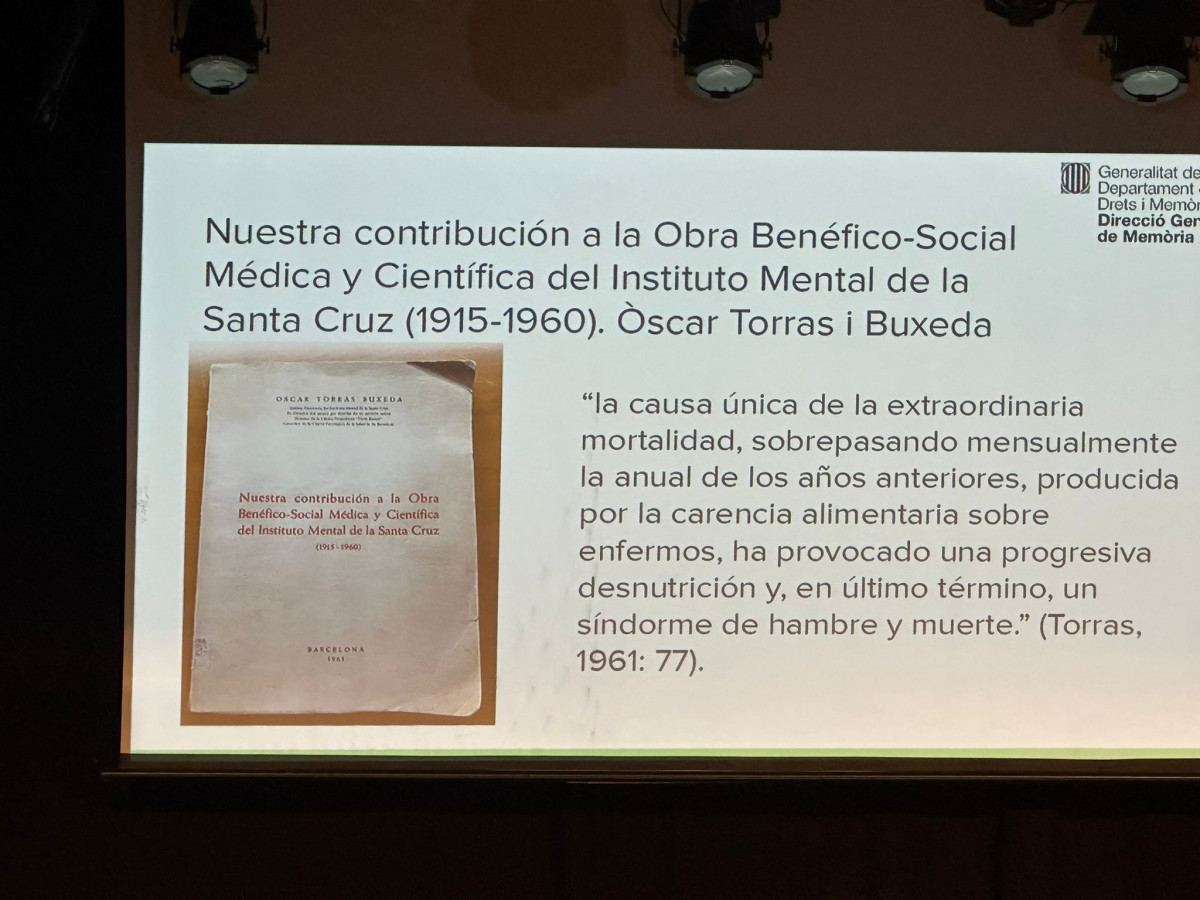 Generalitat de
Departament
Drets i Memòr
Direcció Gen
de Memòria
Nuestra contribución a la Obra Benéfico-Social
Médica y Científica del Instituto Mental de la
Santa Cruz (1915-1960). Òscar Torras i Buxeda
OSCAR TORRAS BUXEDA
Nuestra contribución a la Obra
Benéfico-Social Médica y Científica
del Instituto Mental de la Santa Cruz
(1915-1960)
BARCELONA
1961
“la causa única de la extraordinaria
mortalidad, sobrepasando mensualmente
la anual de los años anteriores, producida
por la carencia alimentaria sobre
enfermos, ha provocado una progresiva
desnutrición y, en último término, un
síndorme de hambre y muerte.” (Torras,
1961: 77).